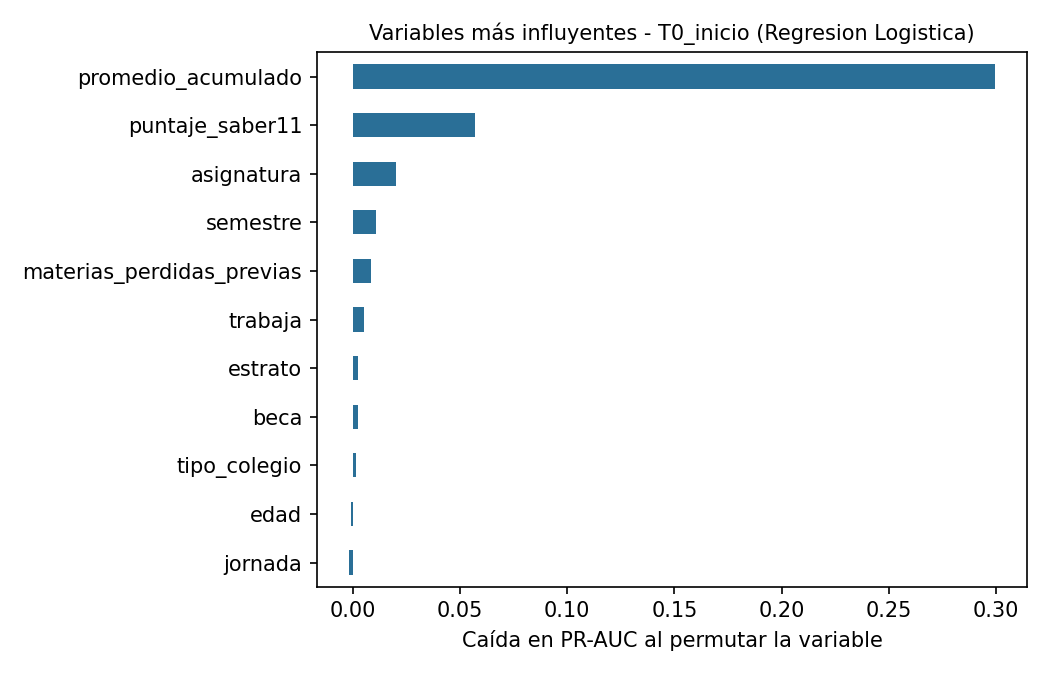 Variables más influyentes - T0_inicio (Regresion Logistica)
promedio_acumulado
puntaje_saber11
asignatura
semestre
materias_perdidas_previas
trabaja
estrato
beca
tipo_colegio
edad
jornada
0.00 0.05 0.10 0.15 0.20 0.25 0.30
Caída en PR-AUC al permutar la variable